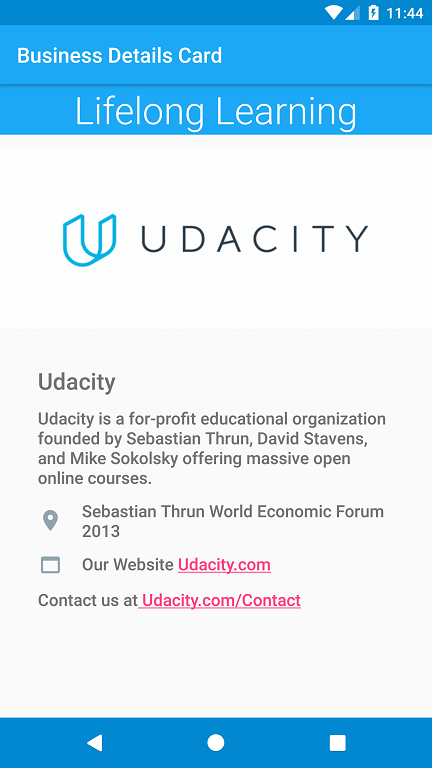 11:44
Business Details Card
Lifelong Learning
UDACITY
Udacity
Udacity is a for-profit educational organization
founded by Sebastian Thrun, David Stavens,
and Mike Sokolsky offering massive open
online courses.
Sebastian Thrun World Economic Forum
2013
Our Website Udacity.com
Contact us at Udacity.com/Contact